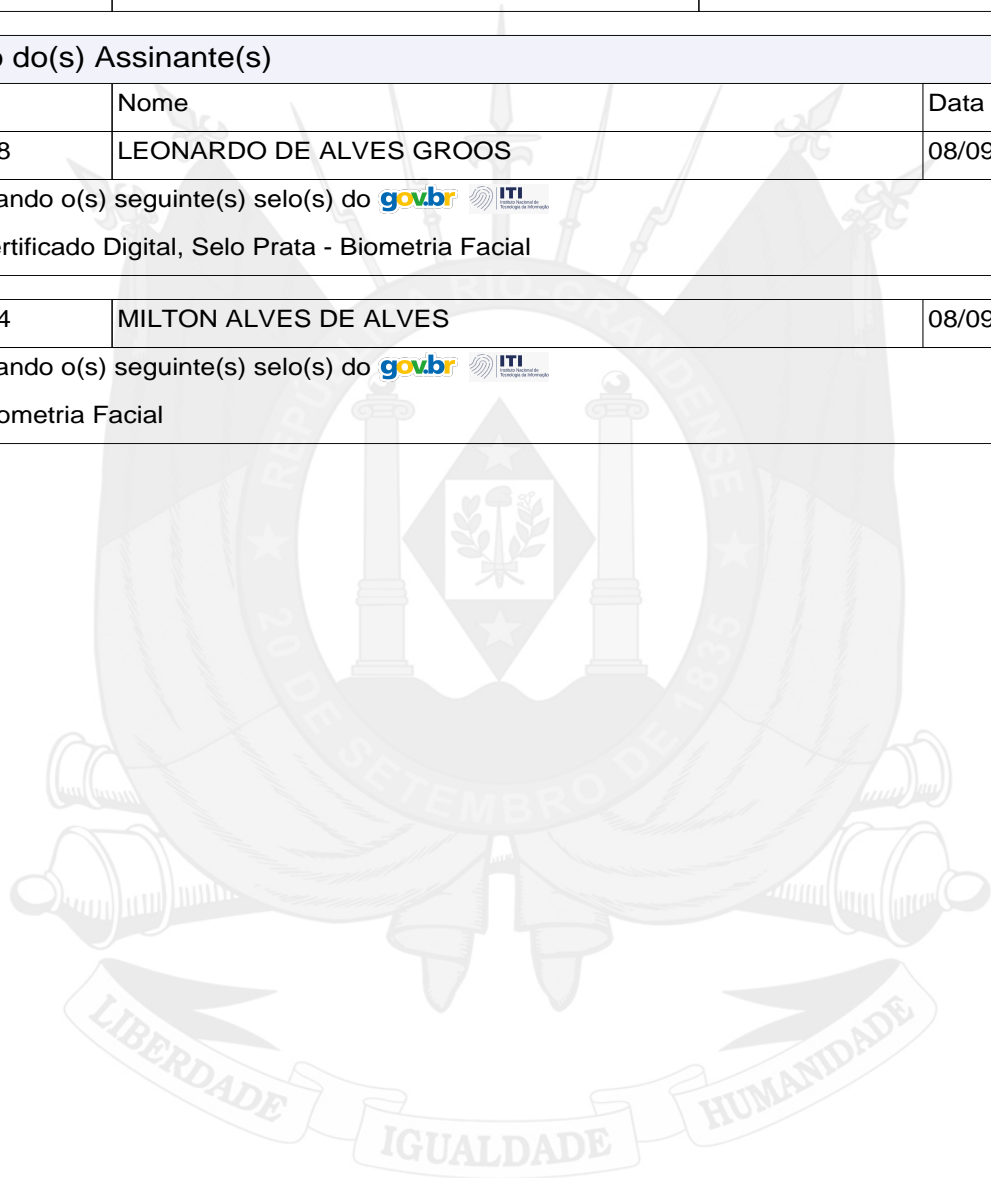 do(s) Assinante(s)
Nome Data
8 LEONARDO DE ALVES GROOS 08/09
ando o(s) seguinte(s) selo(s) do gov.br ITI
ertificado Digital, Selo Prata - Biometria Facial
4 MILTON ALVES DE ALVES 08/09
ando o(s) seguinte(s) selo(s) do gov.br ITI
ometria Facial
REPÚBLICA RIO-GRANDENSE
20 DE SETEMBRO DE 1835
LIBERDADE IGUALDADE HUMANIDADE